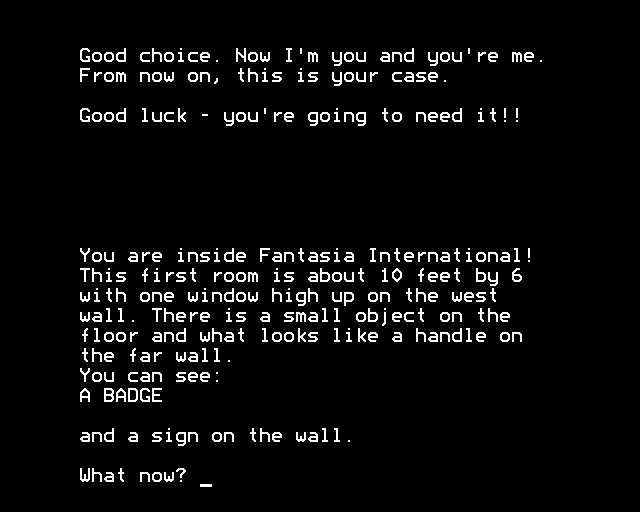 Good choice. Now I'm you and you're me.
From now on, this is your case.
Good luck - you're going to need it!!
You are inside Fantasia International!
This first room is about 10 feet by 6
with one window high up on the west
wall. There is a small object on the
floor and what looks like a handle on
the far wall.
You can see:
A BADGE
and a sign on the wall.
What now? _